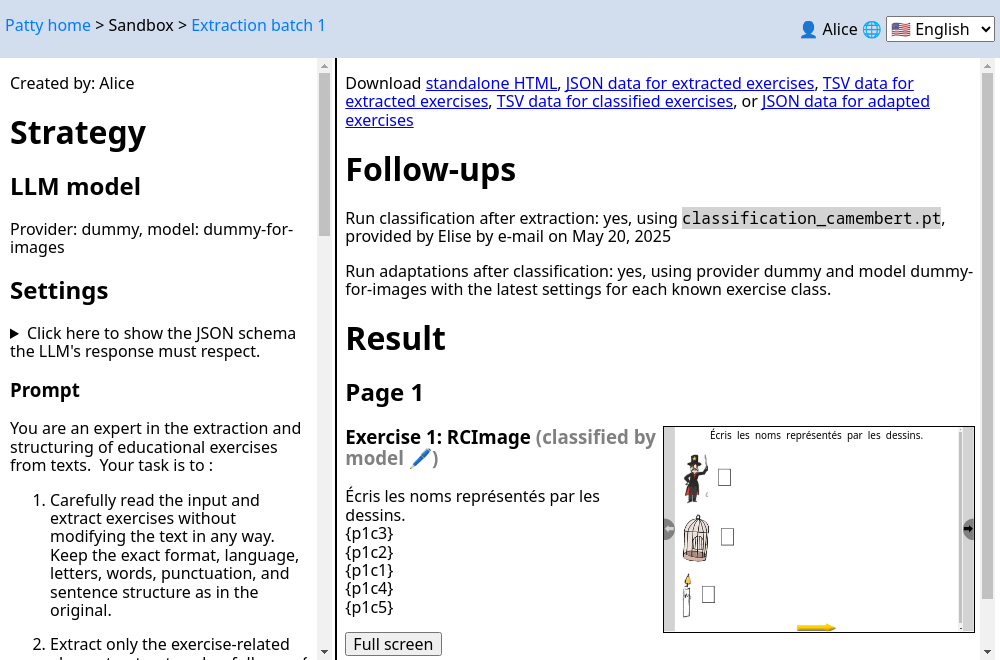 Patty home > Sandbox > Extraction batch 1
👤 Alice 🌐 🇺🇸 English
Created by: Alice
Strategy
LLM model
Provider: dummy, model: dummy-for-
images
Settings
▶ Click here to show the JSON schema
the LLM's response must respect.
Prompt
You are an expert in the extraction and
structuring of educational exercises
from texts.  Your task is to :
1. Carefully read the input and
extract exercises without
modifying the text in any way.
Keep the exact format, language,
letters, words, punctuation, and
sentence structure as in the
original.
2. Extract only the exercise-related
Download standalone HTML, JSON data for extracted exercises, TSV data for
extracted exercises, TSV data for classified exercises, or JSON data for adapted
exercises
Follow-ups
Run classification after extraction: yes, using classification_camembert.pt,
provided by Elise by e-mail on May 20, 2025
Run adaptations after classification: yes, using provider dummy and model dummy-
for-images with the latest settings for each known exercise class.
Result
Page 1
Exercise 1: RCImage (classified by
model 🖊️)
Écris les noms représentés par les
dessins.
{p1c3}
{p1c2}
{p1c1}
{p1c4}
{p1c5}
Full screen
Écris les noms représentés par les dessins.